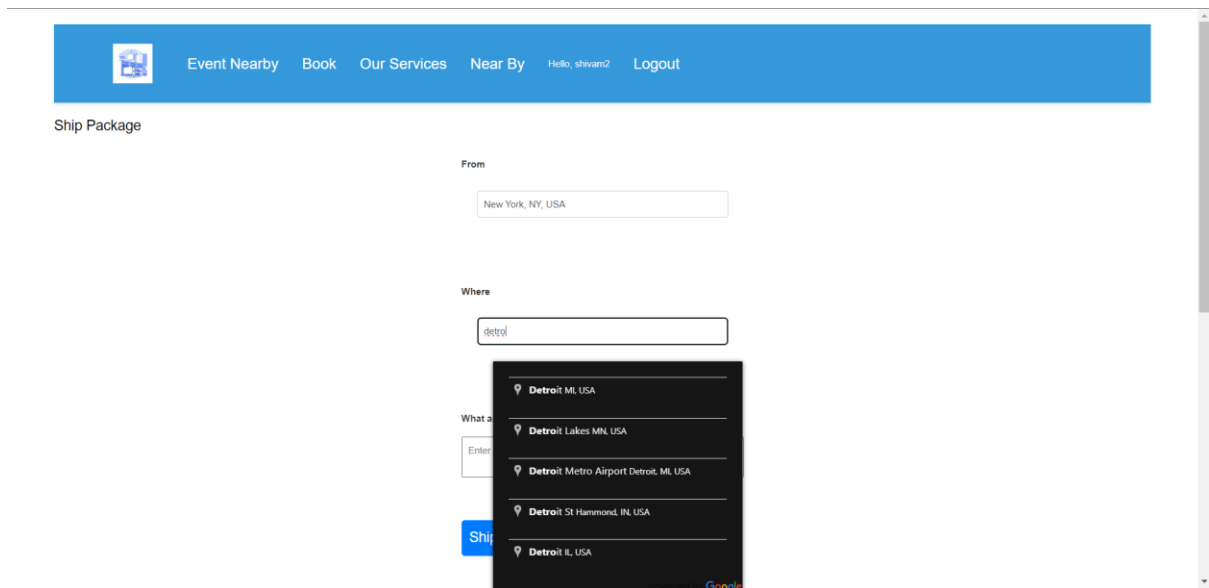 Event Nearby Book Our Services Near By Hello, shivam2 Logout
Ship Package
From
New York, NY, USA
Where
detrol
Detroit MI, USA
What a
Detroit Lakes MN, USA
Enter
Detroit Metro Airport Detroit, MI, USA
Detroit St Hammond, IN, USA
Ship
Detroit IL, USA
powered by Google